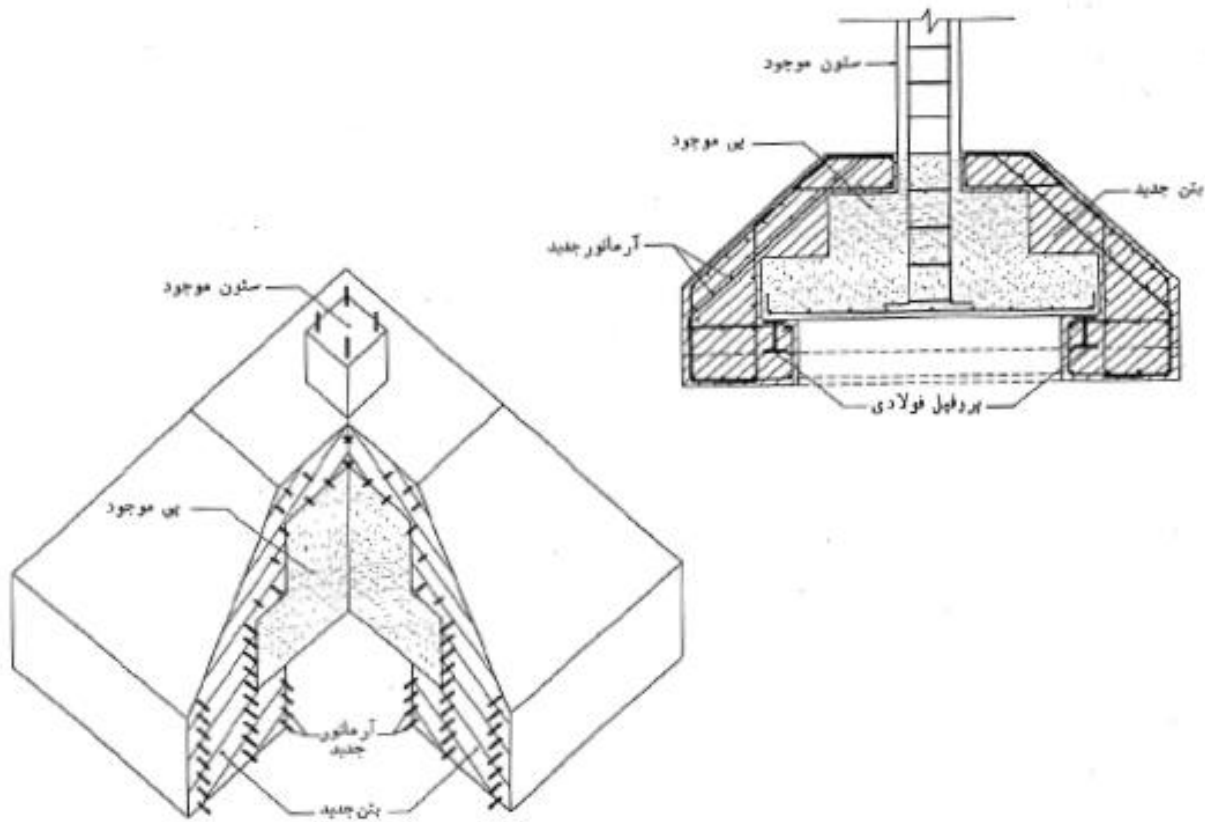 ستون موجود
پی موجود
بتن جدید
آرماتور جدید
پروفیل فولادی
ستون موجود
پی موجود
آرماتور
جدید
بتن جدید